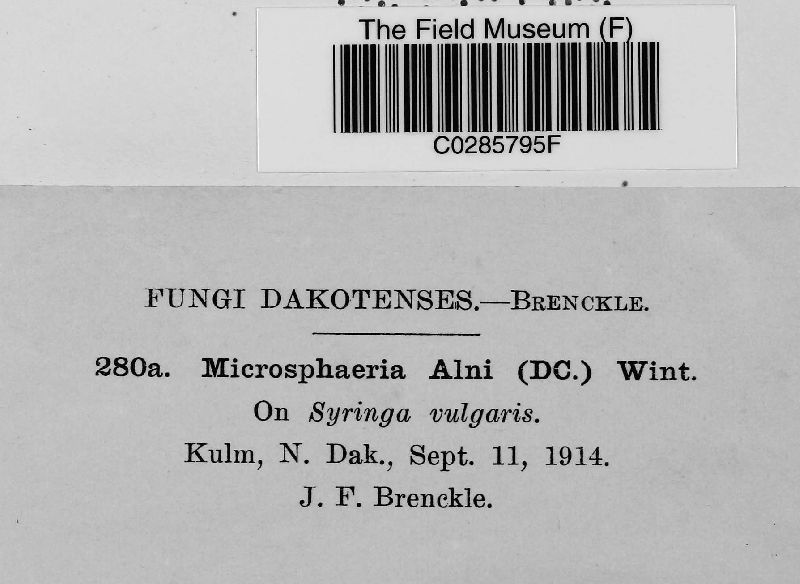 The Field Museum (F)
C0285795F
FUNGI DAKOTENSES.—BRENCKLE.
280a. Microsphaeria Alni (DC.) Wint.
On Syringa vulgaris.
Kulm, N. Dak., Sept. 11, 1914.
J. F. Brenckle.